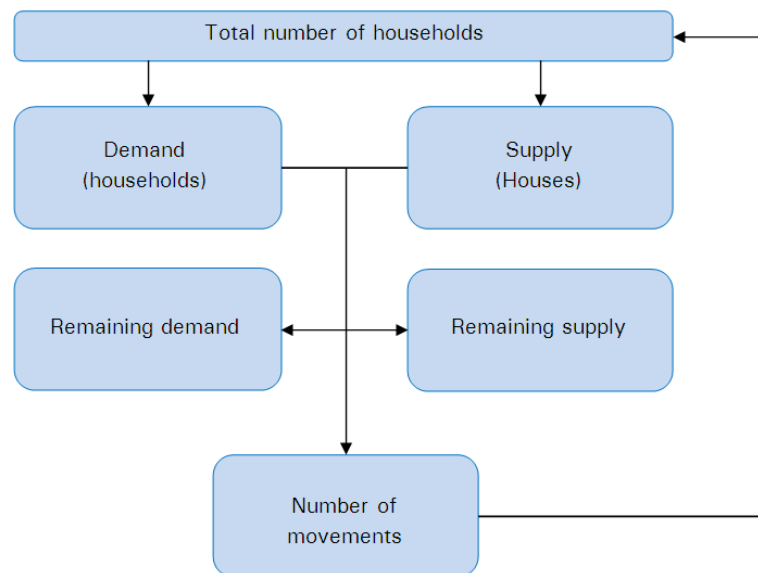 Total number of households
Demand
(households)
Supply
(Houses)
Remaining demand
Remaining supply
Number of
movements